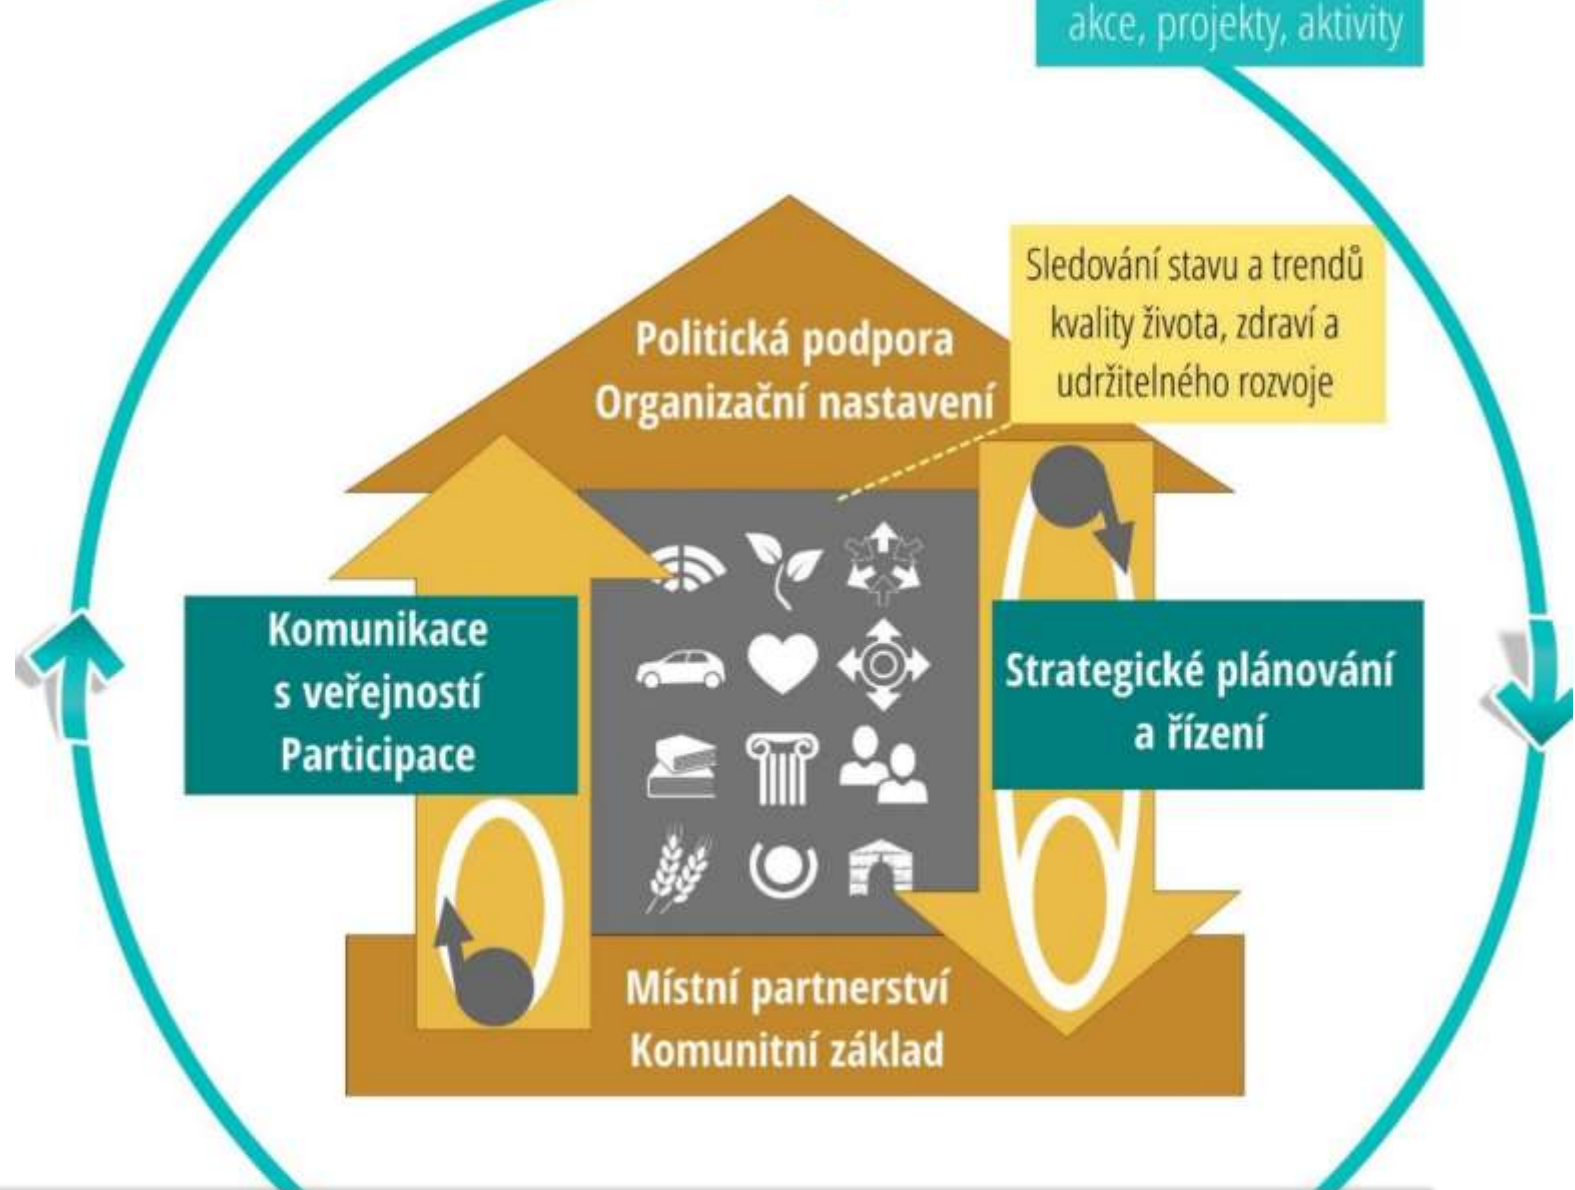 akce, projekty, aktivity
Sledování stavu a trendů
kvality života, zdraví a
udržitelného rozvoje
Politická podpora
Organizační nastavení
Komunikace
s veřejností
Participace
Strategické plánování
a řízení
Místní partnerství
Komunitní základ